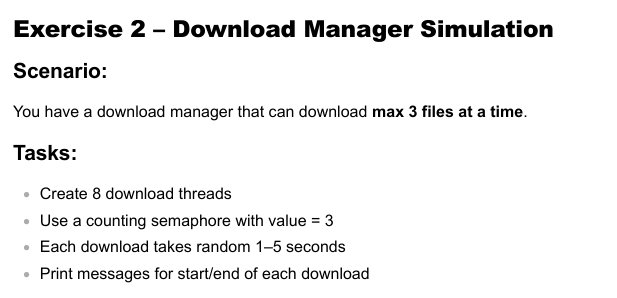 Exercise 2 – Download Manager Simulation
Scenario:
You have a download manager that can download max 3 files at a time.
Tasks:
Create 8 download threads
Use a counting semaphore with value = 3
Each download takes random 1–5 seconds
Print messages for start/end of each download